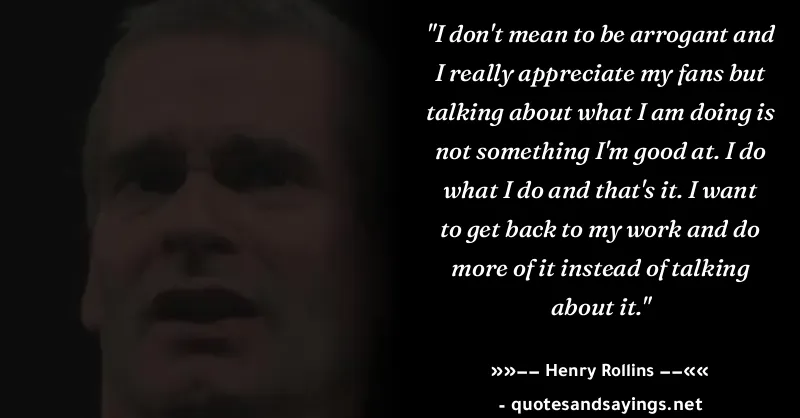 "I don't mean to be arrogant and
I really appreciate my fans but
talking about what I am doing is
not something I'm good at. I do
what I do and that's it. I want
to get back to my work and do
more of it instead of talking
about it."
»»−− Henry Rollins −−««
- quotesandsayings.net